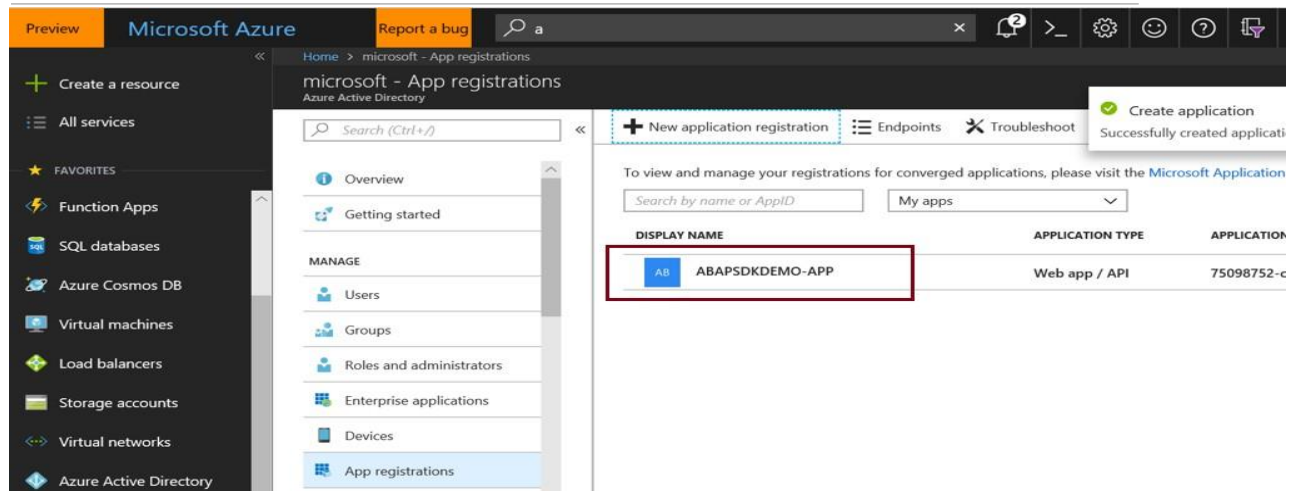 Preview
Microsoft Azure
Report a bug
a
2
Home > microsoft - App registrations
microsoft - App registrations
Azure Active Directory
Create a resource
All services
FAVORITES
Function Apps
SQL databases
Azure Cosmos DB
Virtual machines
Load balancers
Storage accounts
Virtual networks
Azure Active Directory
Search (Ctrl+/)
Overview
Getting started
MANAGE
Users
Groups
Roles and administrators
Enterprise applications
Devices
App registrations
New application registration
Endpoints
Troubleshoot
Create application
Successfully created applicati
To view and manage your registrations for converged applications, please visit the Microsoft Application
Search by name or AppID
My apps
DISPLAY NAME APPLICATION TYPE APPLICATION
AB ABAPSDKDEMO-APP Web app / API 75098752-c